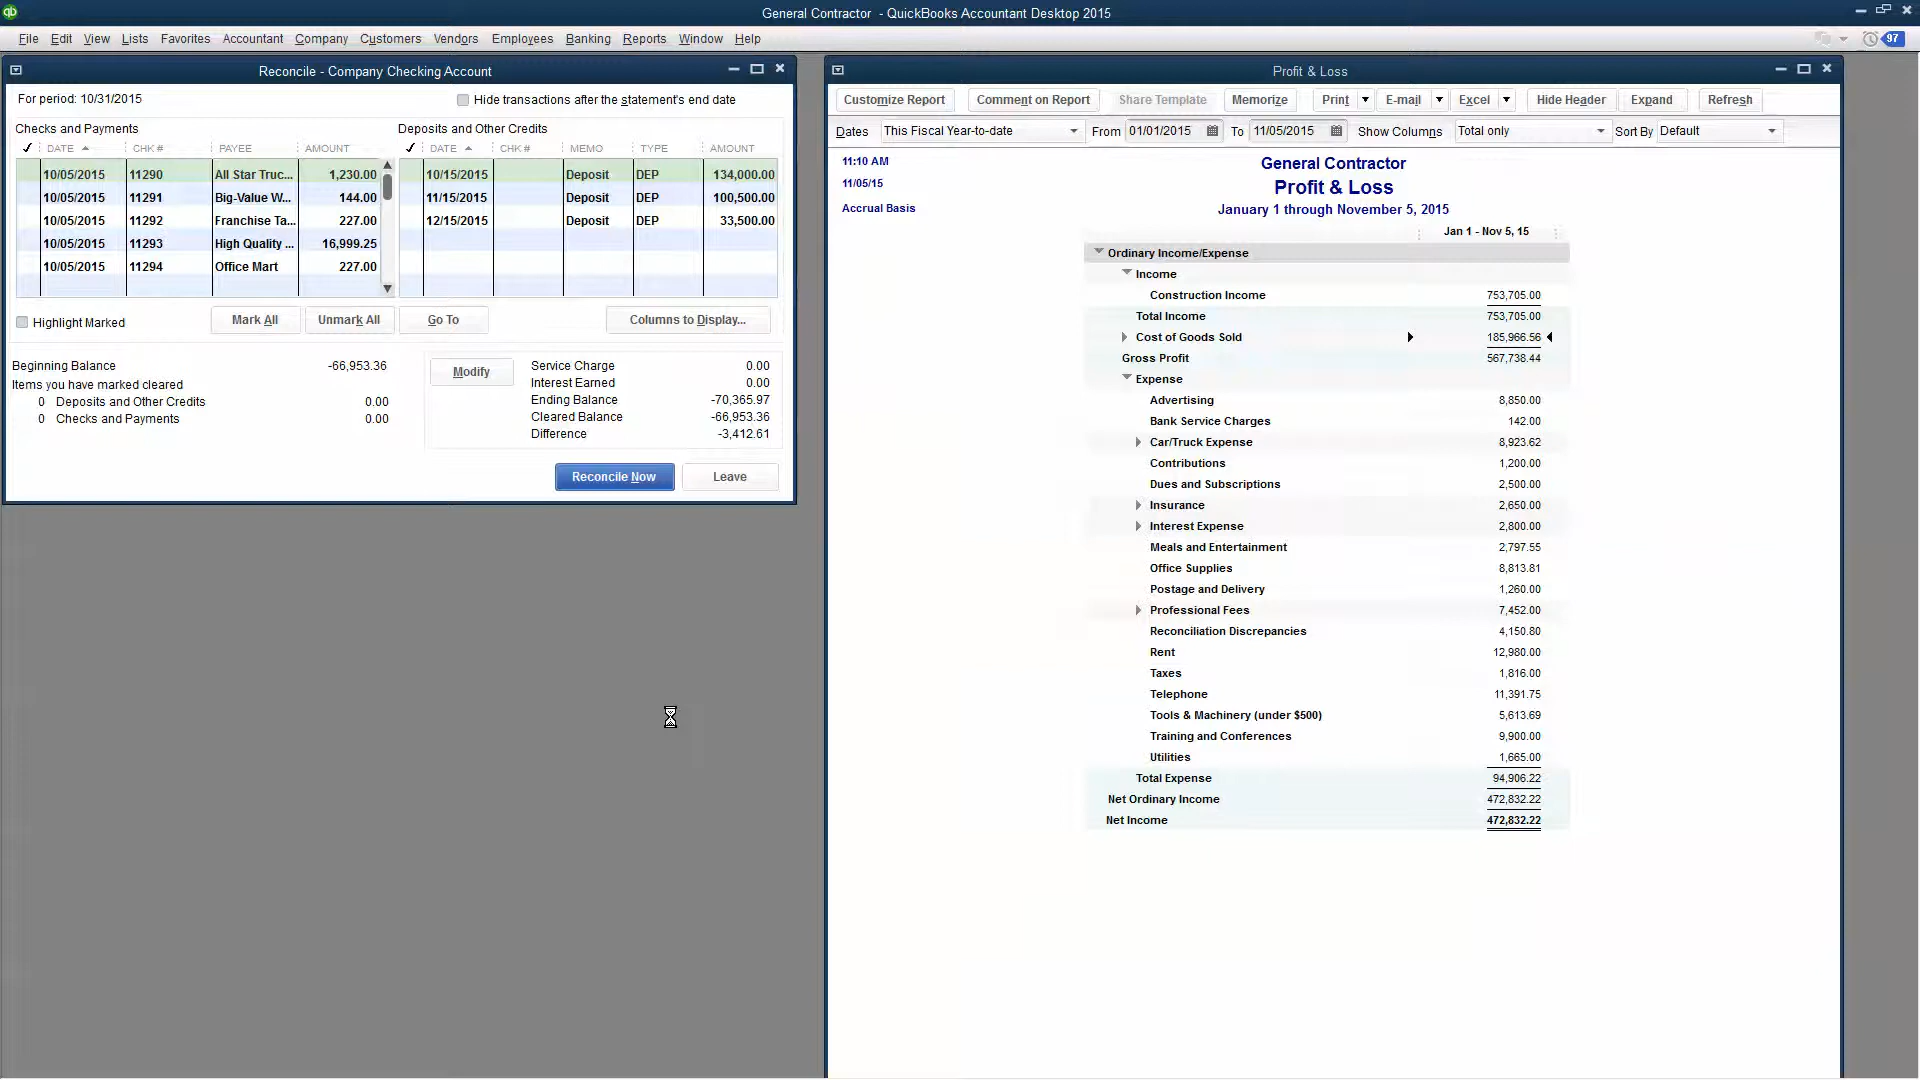 qb
General Contractor - QuickBooks Accountant Desktop 2015
File Edit View Lists Favorites Accountant Company Customers Vendors Employees Banking Reports Window Help
97
Reconcile - Company Checking Account
For period: 10/31/2015
Hide transactions after the statement's end date
Checks and Payments
Deposits and Other Credits
✓ DATE CHK # PAYEE AMOUNT
✓ DATE CHK # MEMO TYPE AMOUNT
10/05/2015 11290 All Star Truc... 1,230.00
10/05/2015 11291 Big-Value W... 144.00
10/05/2015 11292 Franchise Ta... 227.00
10/05/2015 11293 High Quality ... 16,999.25
10/05/2015 11294 Office Mart 227.00
10/15/2015 Deposit DEP 134,000.00
11/15/2015 Deposit DEP 100,500.00
12/15/2015 Deposit DEP 33,500.00
Highlight Marked
Mark All
Unmark All
Go To
Columns to Display...
Beginning Balance -66,953.36
Items you have marked cleared
0 Deposits and Other Credits 0.00
0 Checks and Payments 0.00
Modify
Service Charge 0.00
Interest Earned 0.00
Ending Balance -70,365.97
Cleared Balance -66,953.36
Difference -3,412.61
Reconcile Now
Leave
Profit & Loss
Customize Report Comment on Report Share Template Memorize Print E-mail Excel Hide Header Expand Refresh
Dates This Fiscal Year-to-date From 01/01/2015 To 11/05/2015 Show Columns Total only Sort By Default
11:10 AM
11/05/15
Accrual Basis
General Contractor
Profit & Loss
January 1 through November 5, 2015
Jan 1 - Nov 5, 15
Ordinary Income/Expense
Income
Construction Income 753,705.00
Total Income 753,705.00
Cost of Goods Sold 185,966.56
Gross Profit 567,738.44
Expense
Advertising 8,850.00
Bank Service Charges 142.00
Car/Truck Expense 8,923.62
Contributions 1,200.00
Dues and Subscriptions 2,500.00
Insurance 2,650.00
Interest Expense 2,800.00
Meals and Entertainment 2,797.55
Office Supplies 8,813.81
Postage and Delivery 1,260.00
Professional Fees 7,452.00
Reconciliation Discrepancies 4,150.80
Rent 12,980.00
Taxes 1,816.00
Telephone 11,391.75
Tools & Machinery (under $500) 5,613.69
Training and Conferences 9,900.00
Utilities 1,665.00
Total Expense 94,906.22
Net Ordinary Income 472,832.22
Net Income 472,832.22